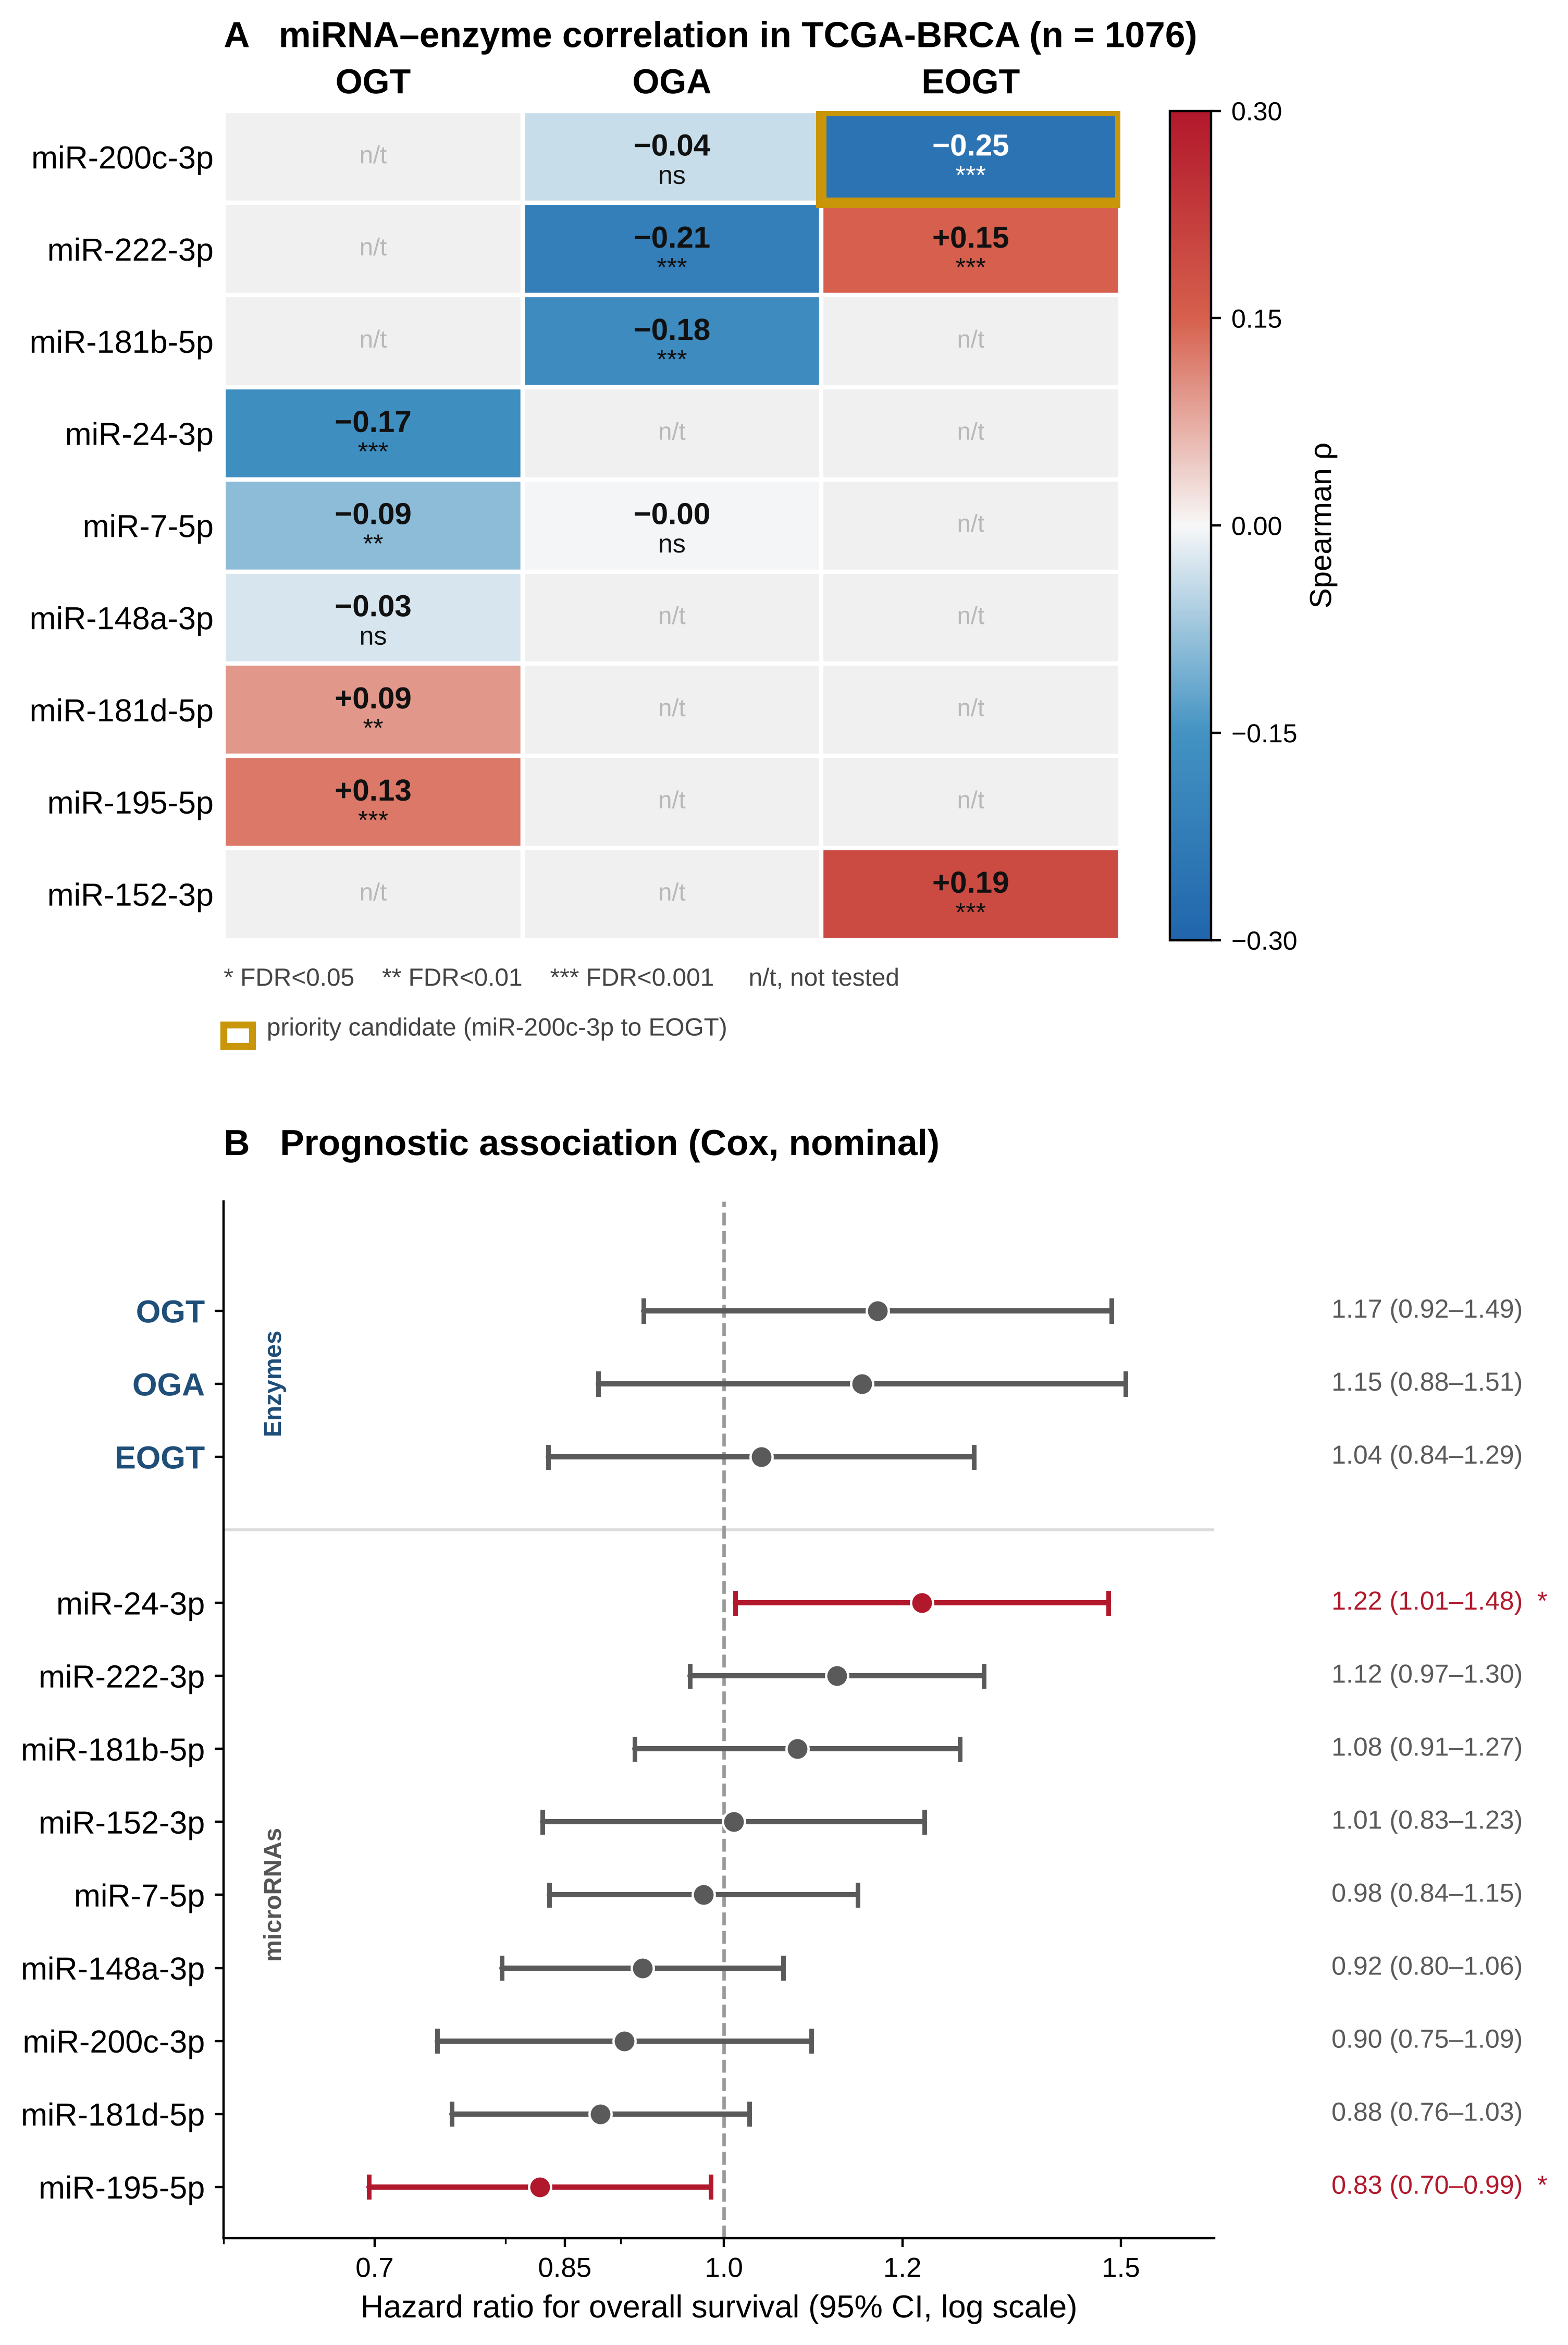 A miRNA–enzyme correlation in TCGA-BRCA (n = 1076)
OGT OGA EOGT
miR-200c-3p n/t −0.04 ns −0.25 ***
miR-222-3p n/t −0.21 *** +0.15 ***
miR-181b-5p n/t −0.18 *** n/t
miR-24-3p −0.17 *** n/t n/t
miR-7-5p −0.09 ** −0.00 ns n/t
miR-148a-3p −0.03 ns n/t n/t
miR-181d-5p +0.09 ** n/t n/t
miR-195-5p +0.13 *** n/t n/t
miR-152-3p n/t n/t +0.19 ***
0.30
0.15
0.00
−0.15
−0.30
Spearman ρ
* FDR<0.05 ** FDR<0.01 *** FDR<0.001 n/t, not tested
priority candidate (miR-200c-3p to EOGT)
B Prognostic association (Cox, nominal)
Enzymes
OGT 1.17 (0.92–1.49)
OGA 1.15 (0.88–1.51)
EOGT 1.04 (0.84–1.29)
microRNAs
miR-24-3p 1.22 (1.01–1.48) *
miR-222-3p 1.12 (0.97–1.30)
miR-181b-5p 1.08 (0.91–1.27)
miR-152-3p 1.01 (0.83–1.23)
miR-7-5p 0.98 (0.84–1.15)
miR-148a-3p 0.92 (0.80–1.06)
miR-200c-3p 0.90 (0.75–1.09)
miR-181d-5p 0.88 (0.76–1.03)
miR-195-5p 0.83 (0.70–0.99) *
0.7 0.85 1.0 1.2 1.5
Hazard ratio for overall survival (95% CI, log scale)